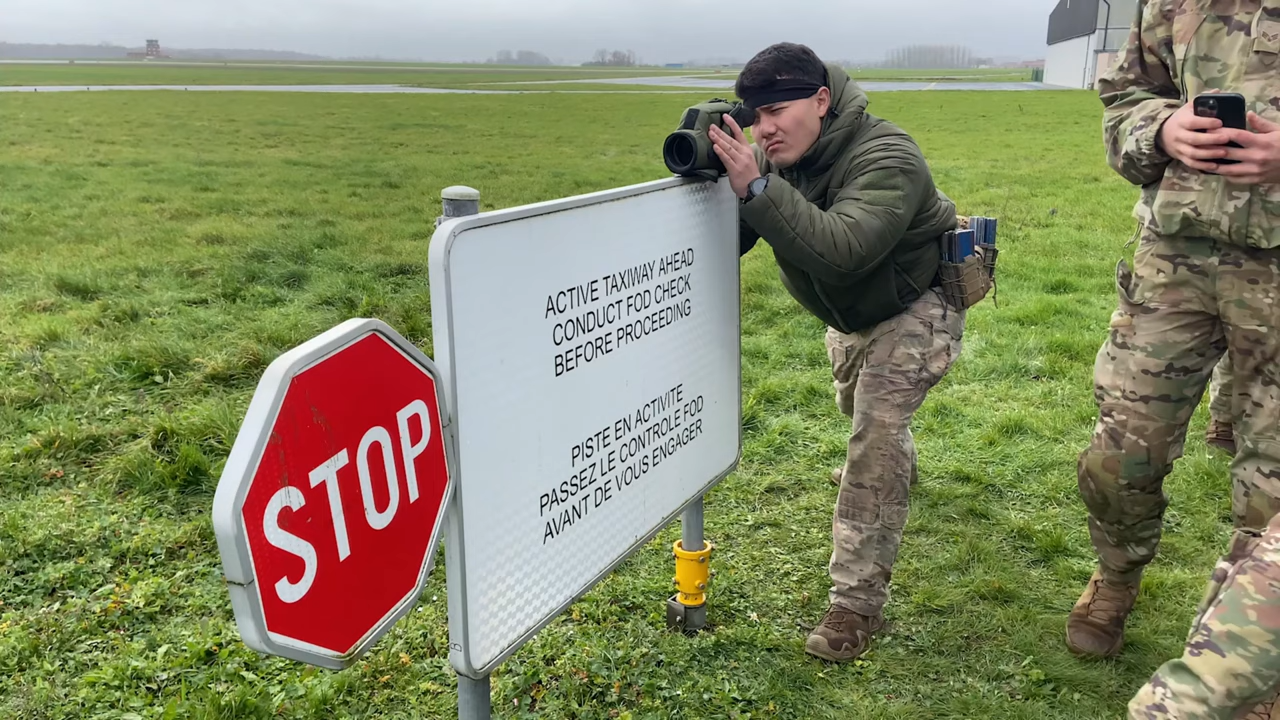 STOP
ACTIVE TAXIWAY AHEAD
CONDUCT FOD CHECK
BEFORE PROCEEDING
PISTE EN ACTIVITE
PASSEZ LE CONTROLE FOD
AVANT DE VOUS ENGAGER